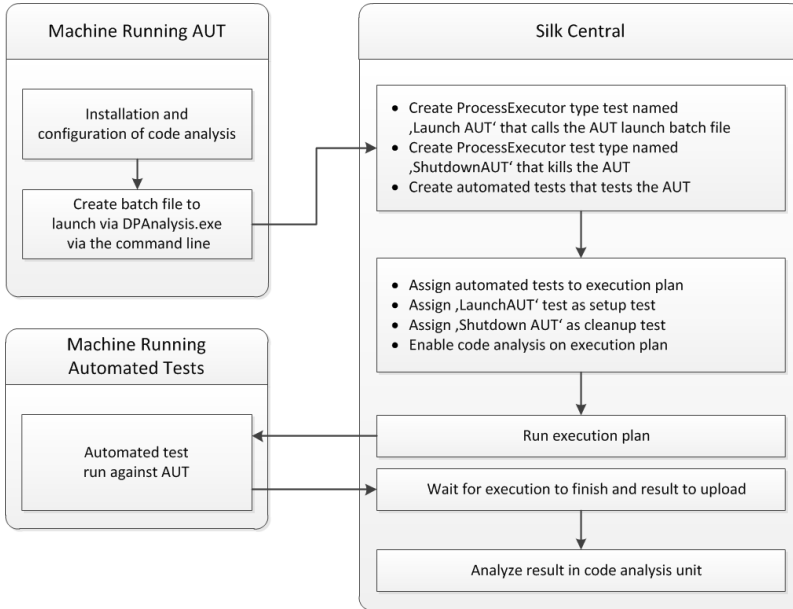 Machine Running AUT
Installation and
configuration of code analysis
Create batch file to
launch via DPAnalysis.exe
via the command line
Silk Central
• Create ProcessExecutor type test named
‚Launch AUT‘ that calls the AUT launch batch file
• Create ProcessExecutor test type named
‚ShutdownAUT‘ that kills the AUT
• Create automated tests that tests the AUT
• Assign automated tests to execution plan
• Assign ‚LaunchAUT‘ test as setup test
• Assign ‚Shutdown AUT‘ as cleanup test
• Enable code analysis on execution plan
Run execution plan
Machine Running
Automated Tests
Automated test
run against AUT
Wait for execution to finish and result to upload
Analyze result in code analysis unit